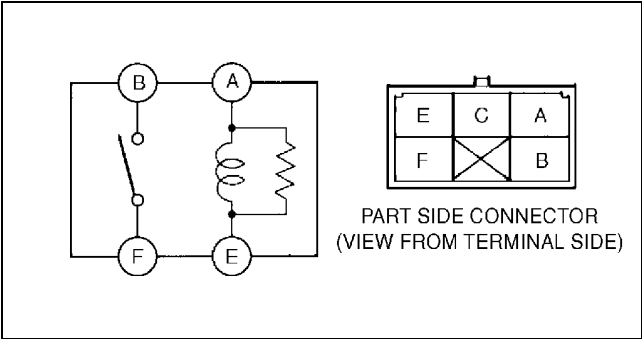 B A
F E
E C A
F B
PART SIDE CONNECTOR
(VIEW FROM TERMINAL SIDE)